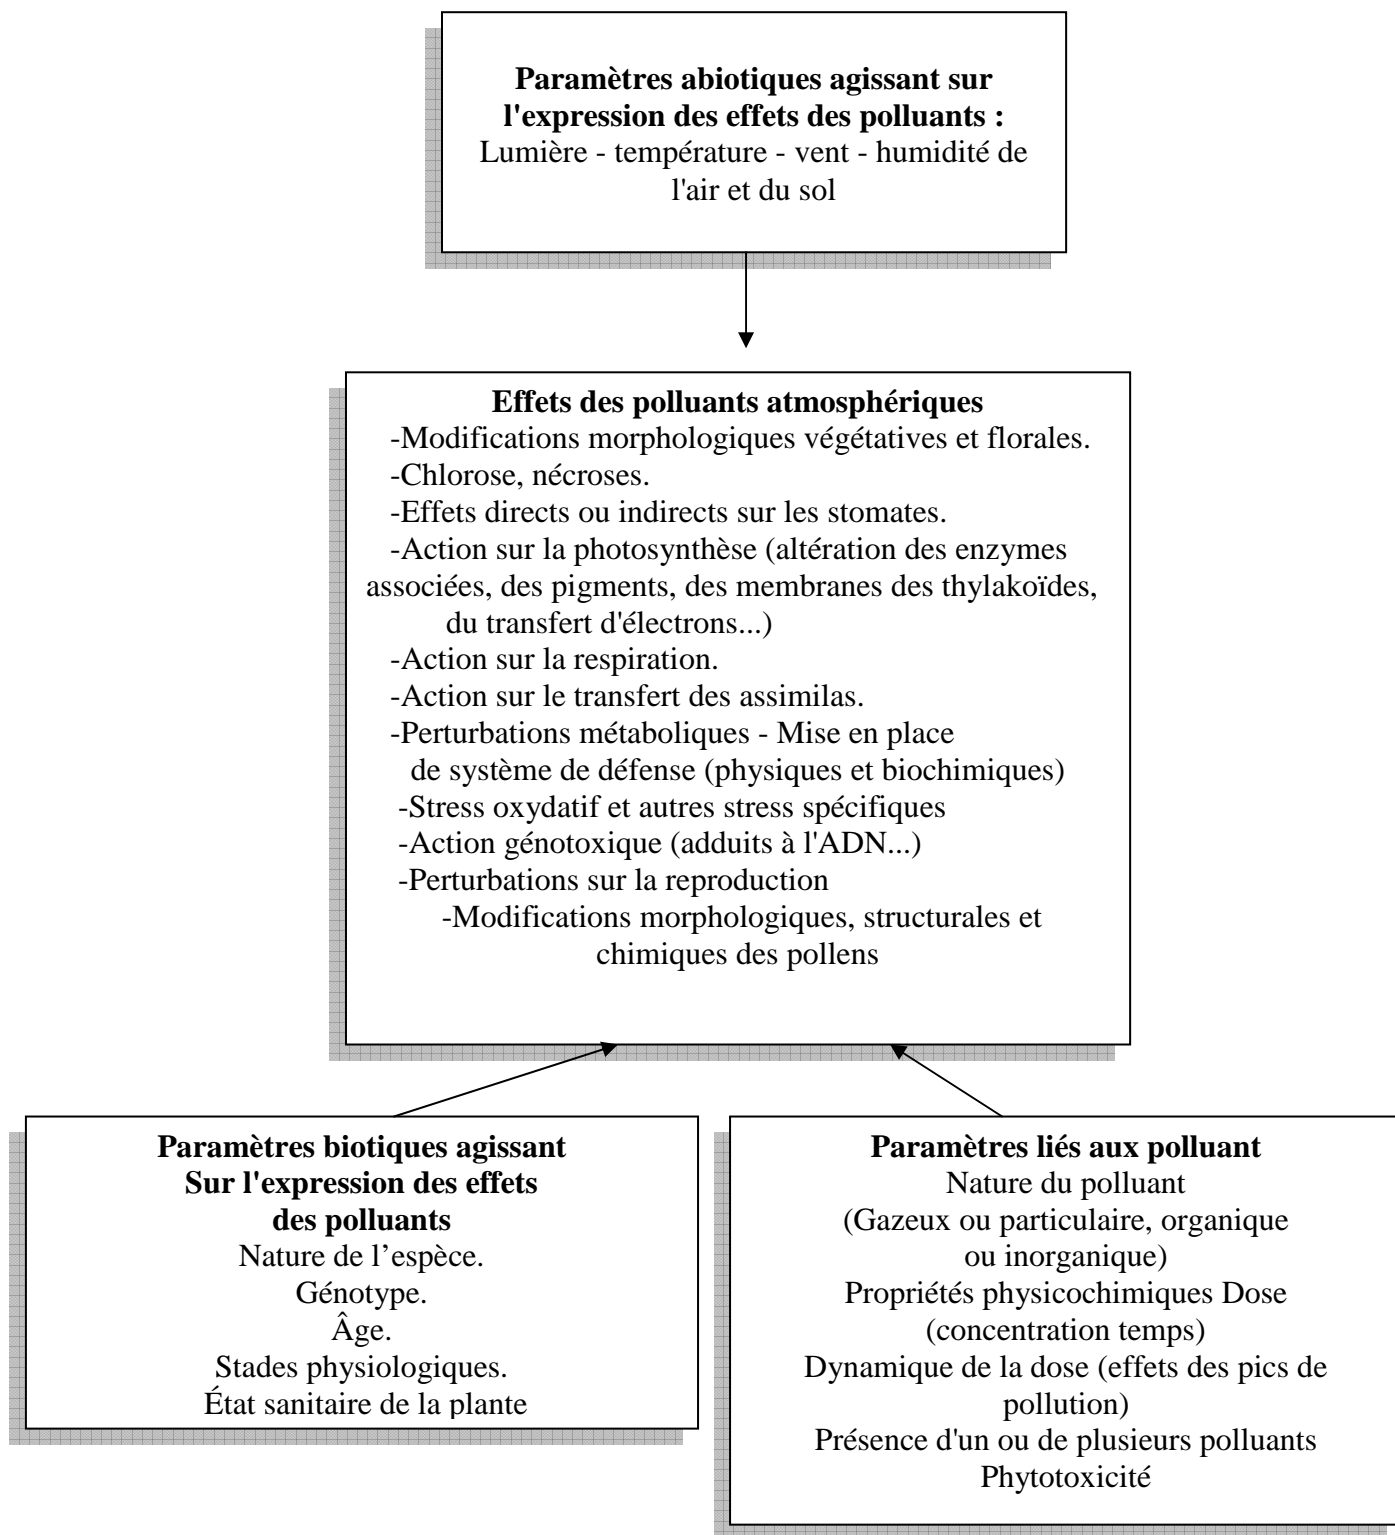 Paramètres abiotiques agissant sur
l'expression des effets des polluants :
Lumière - température - vent - humidité de
l'air et du sol
Effets des polluants atmosphériques
-Modifications morphologiques végétatives et florales.
-Chlorose, nécroses.
-Effets directs ou indirects sur les stomates.
-Action sur la photosynthèse (altération des enzymes
associées, des pigments, des membranes des thylakoïdes,
du transfert d'électrons...)
-Action sur la respiration.
-Action sur le transfert des assimilas.
-Perturbations métaboliques - Mise en place
de système de défense (physiques et biochimiques)
-Stress oxydatif et autres stress spécifiques
-Action génotoxique (adduits à l'ADN...)
-Perturbations sur la reproduction
-Modifications morphologiques, structurales et
chimiques des pollens
Paramètres biotiques agissant
Sur l'expression des effets
des polluants
Nature de l’espèce.
Génotype.
Âge.
Stades physiologiques.
État sanitaire de la plante
Paramètres liés aux polluant
Nature du polluant
(Gazeux ou particulaire, organique
ou inorganique)
Propriétés physicochimiques Dose
(concentration temps)
Dynamique de la dose (effets des pics de
pollution)
Présence d'un ou de plusieurs polluants
Phytotoxicité